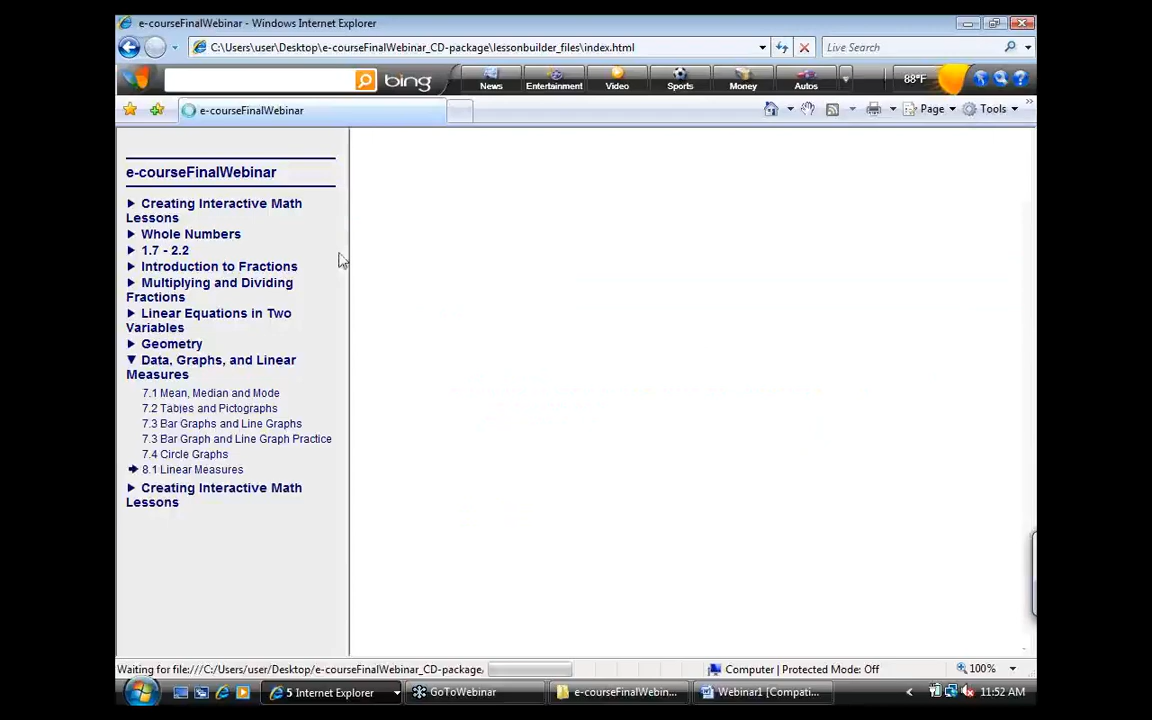 e-courseFinalWebinar - Windows Internet Explorer
C:\Users\user\Desktop\e-courseFinalWebinar_CD-package\lessonbuilder_files\index.html
Live Search
bing
News
Entertainment
Video
Sports
Money
Autos
88°F
e-courseFinalWebinar
Page
Tools
e-courseFinalWebinar
Creating Interactive Math
Lessons
Whole Numbers
1.7 - 2.2
Introduction to Fractions
Multiplying and Dividing
Fractions
Linear Equations in Two
Variables
Geometry
Data, Graphs, and Linear
Measures
7.1 Mean, Median and Mode
7.2 Tables and Pictographs
7.3 Bar Graphs and Line Graphs
7.3 Bar Graph and Line Graph Practice
7.4 Circle Graphs
8.1 Linear Measures
Creating Interactive Math
Lessons
Waiting for file:///C:/Users/user/Desktop/e-courseFinalWebinar_CD-package,
Computer | Protected Mode: Off
100%
5 Internet Explorer
GoToWebinar
e-courseFinalWebin...
Webinar1 [Compati...
11:52 AM